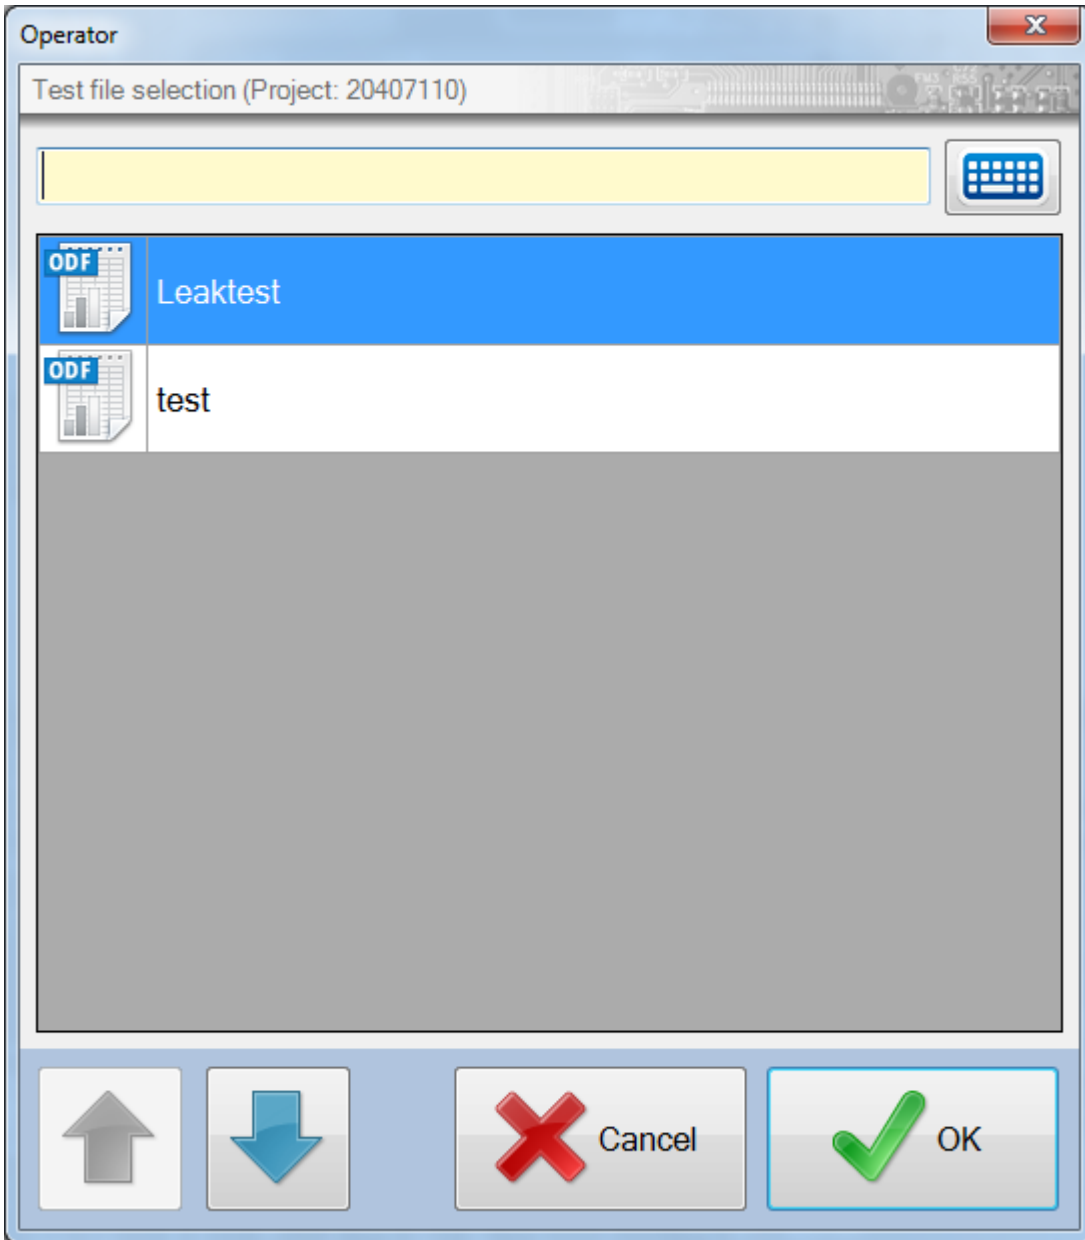 Operator
Test file selection (Project: 20407110)
ODF
Leaktest
ODF
test
Cancel
OK